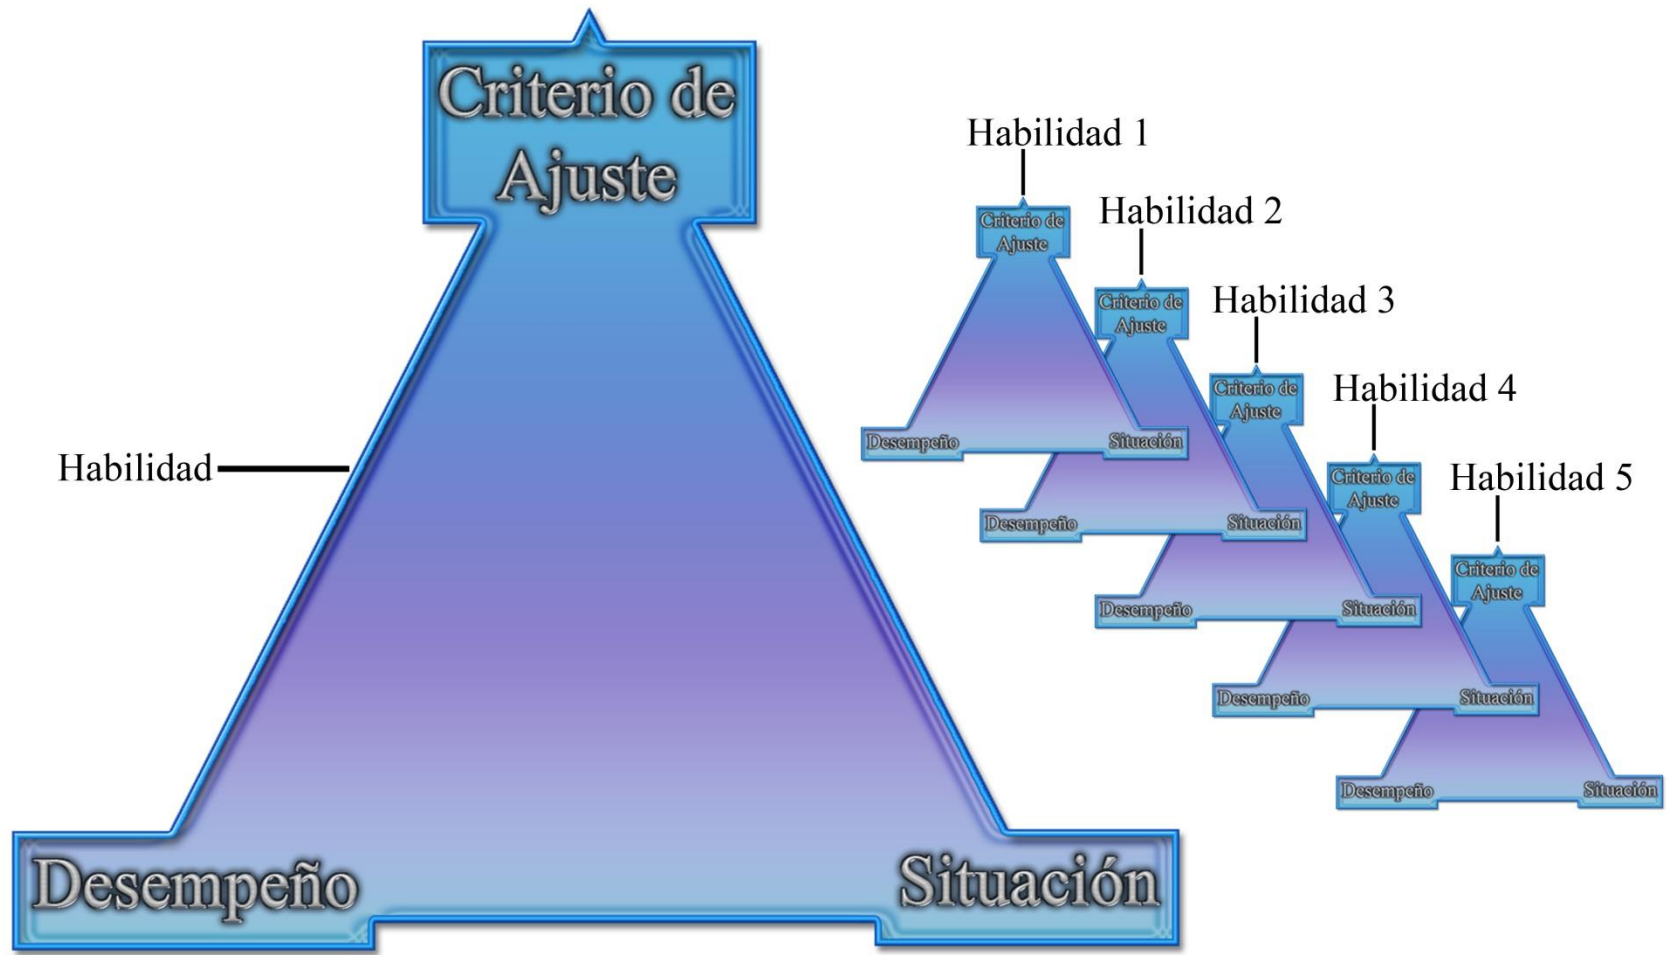 Criterio de
Ajuste
Habilidad
Desempeño
Situación
Habilidad 1
Criterio de
Ajuste
Desempeño
Situación
Habilidad 2
Criterio de
Ajuste
Desempeño
Situación
Habilidad 3
Criterio de
Ajuste
Desempeño
Situación
Habilidad 4
Criterio de
Ajuste
Desempeño
Situación
Habilidad 5
Criterio de
Ajuste
Desempeño
Situación